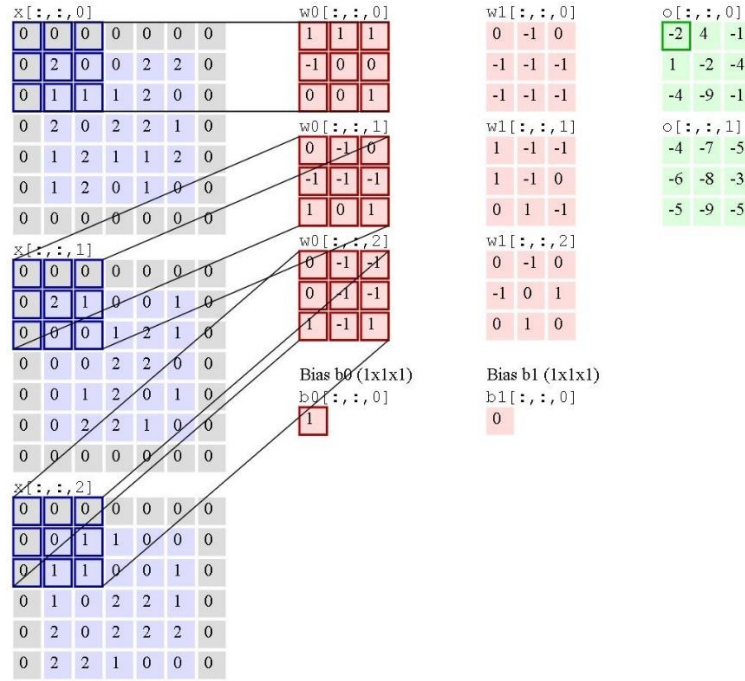 x[:,:,0]
0 0 0 0 0 0 0
0 2 0 0 2 2 0
0 1 1 1 2 0 0
0 2 0 2 2 1 0
0 1 2 1 1 2 0
0 1 2 0 1 0 0
0 0 0 0 0 0 0
x[:,:,1]
0 0 0 0 0 0 0
0 2 1 0 0 1 0
0 0 0 1 2 1 0
0 0 0 2 2 0 0
0 0 1 2 0 1 0
0 0 2 2 1 0 0
0 0 0 0 0 0 0
x[:,:,2]
0 0 0 0 0 0 0
0 0 1 1 0 0 0
0 1 1 0 0 1 0
0 1 0 2 2 1 0
0 2 0 2 2 2 0
0 2 2 1 0 0 0
w0[:,:,0]
1 1 1
-1 0 0
0 0 1
w0[:,:,1]
0 -1 0
-1 -1 -1
1 0 1
w0[:,:,2]
0 -1 -1
0 -1 -1
1 -1 1
Bias b0 (1x1x1)
b0[:,:,0]
1
w1[:,:,0]
0 -1 0
-1 -1 -1
-1 -1 -1
w1[:,:,1]
1 -1 -1
1 -1 0
0 1 -1
w1[:,:,2]
0 -1 0
-1 0 1
0 1 0
Bias b1 (1x1x1)
b1[:,:,0]
0
o[:,:,0]
-2 4 -1
1 -2 -4
-4 -9 -1
o[:,:,1]
-4 -7 -5
-6 -8 -3
-5 -9 -5